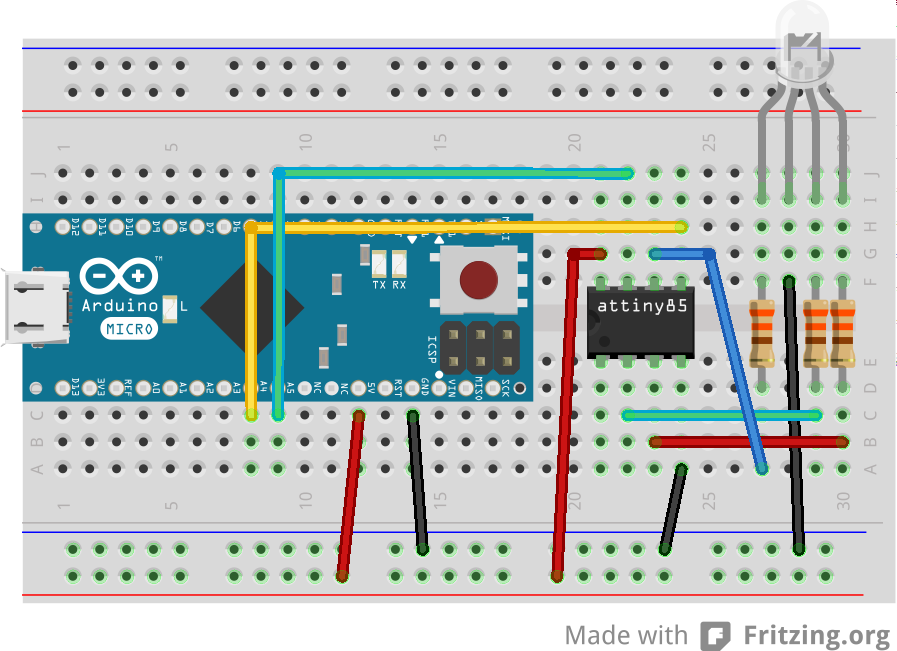 1 5 10 15 20 25 30
J J
I I
D12 D11 D10 D9 D8 D7 D6
H H
G G
™
F
Arduino
MICRO
L
TX RX
attiny85
ICSP
E
D13 3V3 REF A0 A1 A2 A3 A4 A5 NC NC 5V RST GND VIN MISO SCK
D
C C
B B
A A
1 5 10 15 20 25 30
Made with Fritzing.org